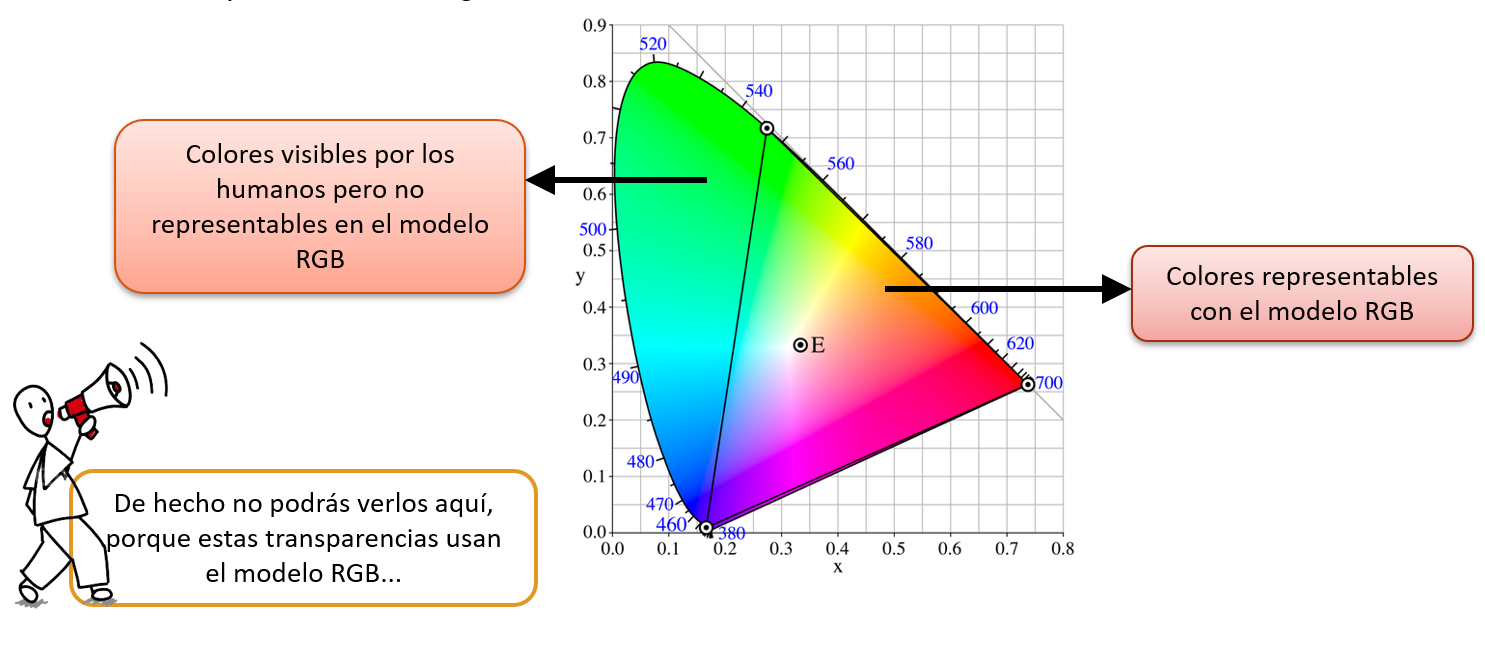 Colores visibles por los
humanos pero no
representables en el modelo
RGB
Colores representables
con el modelo RGB
De hecho no podrás verlos aquí,
porque estas transparencias usan
el modelo RGB...
0.9
0.8
0.7
0.6
0.5
y
0.4
0.3
0.2
0.1
0.0
0.0 0.1 0.2 0.3 0.4 0.5 0.6 0.7 0.8
x
520
540
560
580
600
620
700
500
490
480
470
460
380
E